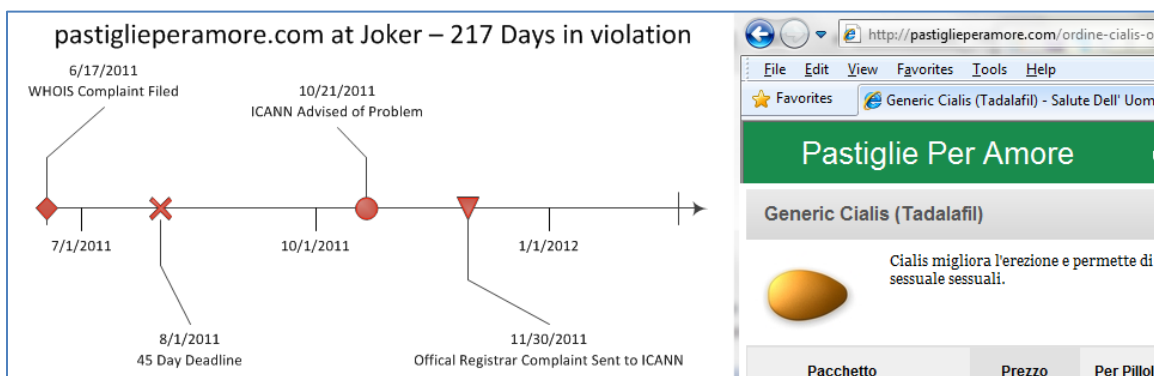 pastiglieperamore.com at Joker – 217 Days in violation
6/17/2011
WHOIS Complaint Filed
10/21/2011
ICANN Advised of Problem
7/1/2011
10/1/2011
1/1/2012
8/1/2011
45 Day Deadline
11/30/2011
Offical Registrar Complaint Sent to ICANN
http://pastiglieperamore.com/ordine-cialis-o
File Edit View Favorites Tools Help
Favorites
Generic Cialis (Tadalafil) - Salute Dell' Uom
Pastiglie Per Amore
Generic Cialis (Tadalafil)
Cialis migliora l'erezione e permette di
sessuale sessuali.
Pacchetto Prezzo Per Pillol